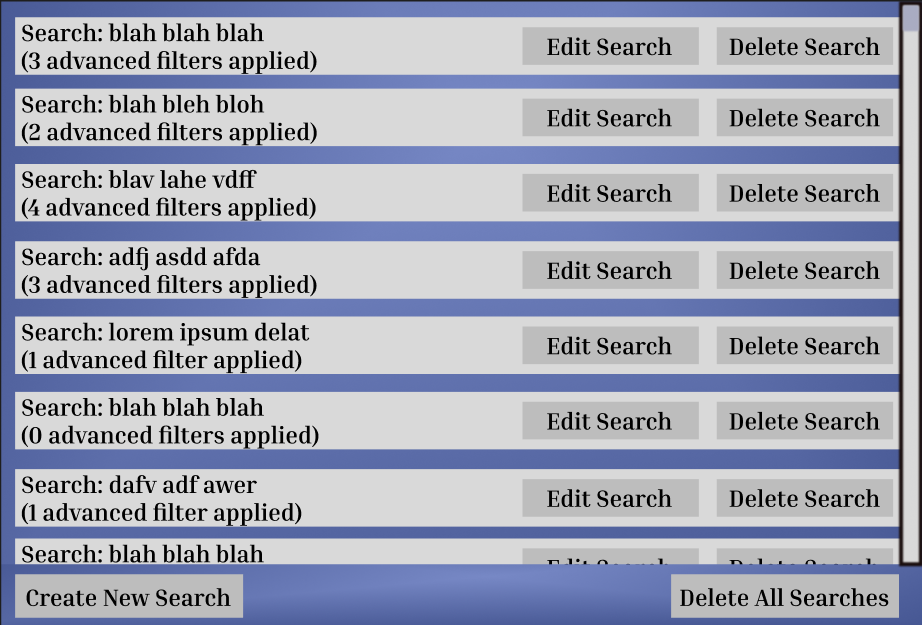 Search: blah blah blah
(3 advanced filters applied)
Edit Search
Delete Search
Search: blah bleh bloh
(2 advanced filters applied)
Edit Search
Delete Search
Search: blav lahe vdff
(4 advanced filters applied)
Edit Search
Delete Search
Search: adfj asdd afda
(3 advanced filters applied)
Edit Search
Delete Search
Search: lorem ipsum delat
(1 advanced filter applied)
Edit Search
Delete Search
Search: blah blah blah
(0 advanced filters applied)
Edit Search
Delete Search
Search: dafv adf awer
(1 advanced filter applied)
Edit Search
Delete Search
Search: blah blah blah
Edit Search
Delete Search
Create New Search
Delete All Searches